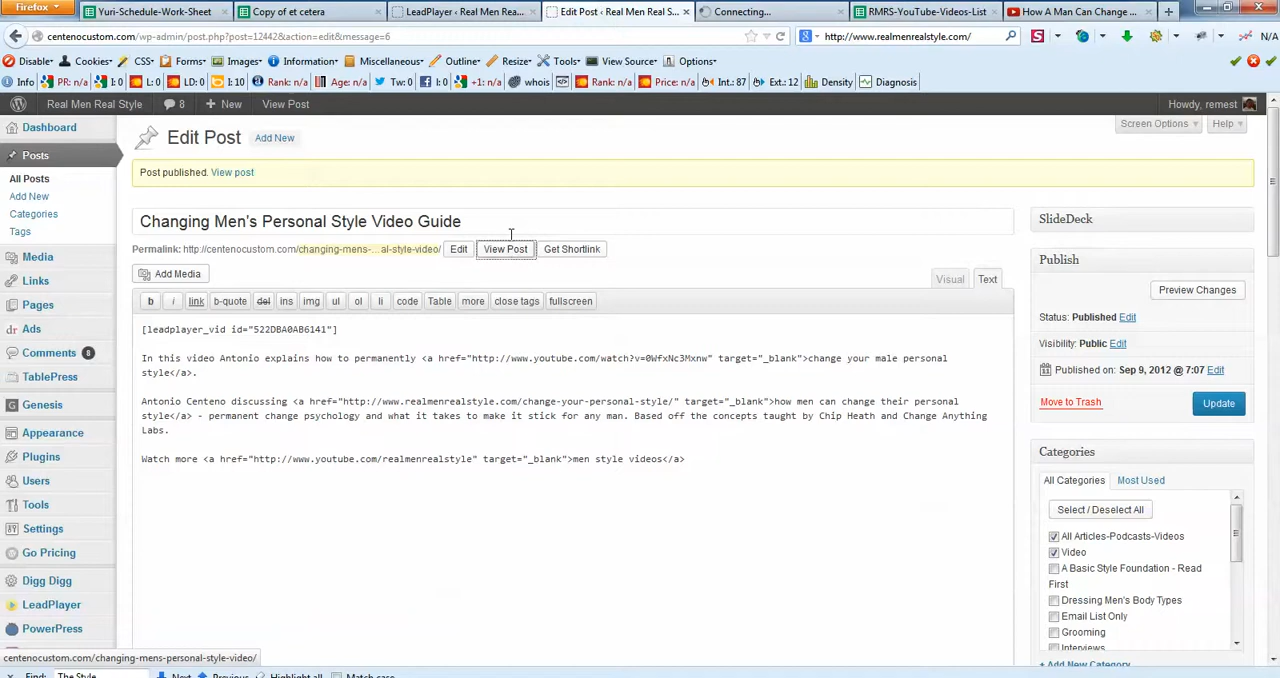 Firefox
Yuri-Schedule-Work-Sheet
Copy of et cetera
LeadPlayer ‹ Real Men Rea...
Edit Post ‹ Real Men Real S...
Connecting...
RMRS-YouTube-Videos-List
How A Man Can Change ...
centenocustom.com/wp-admin/post.php?post=12442&action=edit&message=6
http://www.realmenrealstyle.com/
N/A
Disable
Cookies
CSS
Forms
Images
Information
Miscellaneous
Outline
Resize
Tools
View Source
Options
Info
PR: n/a
I: 0
L: 0
LD: 0
I: 10
Rank: n/a
Age: n/a
Tw: 0
I: 0
+1: n/a
whois
Rank: n/a
Price: n/a
Int.: 87
Ext.: 12
Density
Diagnosis
Real Men Real Style
8
+ New
View Post
Howdy, remest
Dashboard
Posts
All Posts
Add New
Categories
Tags
Media
Links
Pages
Ads
Comments 8
TablePress
Genesis
Appearance
Plugins
Users
Tools
Settings
Go Pricing
Digg Digg
LeadPlayer
PowerPress
Edit Post
Add New
Screen Options
Help
Post published. View post
Changing Men's Personal Style Video Guide
Permalink: http://centenocustom.com/changing-mens-...al-style-video/
Edit
View Post
Get Shortlink
Add Media
Visual
Text
b
i
link
b-quote
del
ins
img
ul
ol
li
code
Table
more
close tags
fullscreen
[leadplayer_vid id="522DBA0AB6141"]
In this video Antonio explains how to permanently <a href="http://www.youtube.com/watch?v=0WfxNc3Mxnw" target="_blank">change your male personal
style</a>.
Antonio Centeno discussing <a href="http://www.realmenrealstyle.com/change-your-personal-style/" target="_blank">how men can change their personal
style</a> - permanent change psychology and what it takes to make it stick for any man. Based off the concepts taught by Chip Heath and Change Anything
Labs.
Watch more <a href="http://www.youtube.com/realmenrealstyle" target="_blank">men style videos</a>
SlideDeck
Publish
Preview Changes
Status: Published Edit
Visibility: Public Edit
Published on: Sep 9, 2012 @ 7:07 Edit
Move to Trash
Update
Categories
All Categories
Most Used
Select / Deselect All
All Articles-Podcasts-Videos
Video
A Basic Style Foundation - Read
First
Dressing Men's Body Types
Email List Only
Grooming
Interviews
+ Add New Category
centenocustom.com/changing-mens-personal-style-video/
Find:
The Style
Next
Previous
Highlight all
Match case